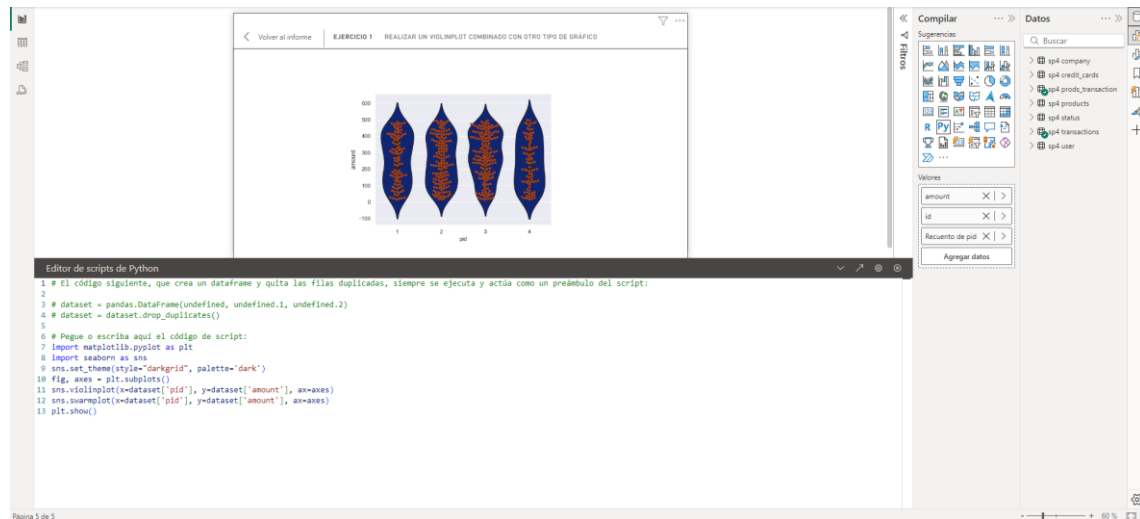 Volver al informe
EJERCICIO 1 REALIZAR UN VIOLINPLOT COMBINADO CON OTRO TIPO DE GRÁFICO
600
500
400
300
200
100
0
-100
amount
1 2 3 4
pid
Filtros
Compilar
Sugerencias
R Py
Valores
amount
id
Recuento de pid
Agregar datos
Datos
Buscar
sp4 company
sp4 credit_cards
sp4 prods_transaction
sp4 products
sp4 status
sp4 transactions
sp4 user
Editor de scripts de Python
1 # El código siguiente, que crea un dataframe y quita las filas duplicadas, siempre se ejecuta y actúa como un preámbulo del script:
2
3 # dataset = pandas.DataFrame(undefined, undefined.1, undefined.2)
4 # dataset = dataset.drop_duplicates()
5
6 # Pegue o escriba aquí el código de script:
7 import matplotlib.pyplot as plt
8 import seaborn as sns
9 sns.set_theme(style="darkgrid", palette='dark')
10 fig, axes = plt.subplots()
11 sns.violinplot(x=dataset['pid'], y=dataset['amount'], ax=axes)
12 sns.swarmplot(x=dataset['pid'], y=dataset['amount'], ax=axes)
13 plt.show()
Página 5 de 5
60 %